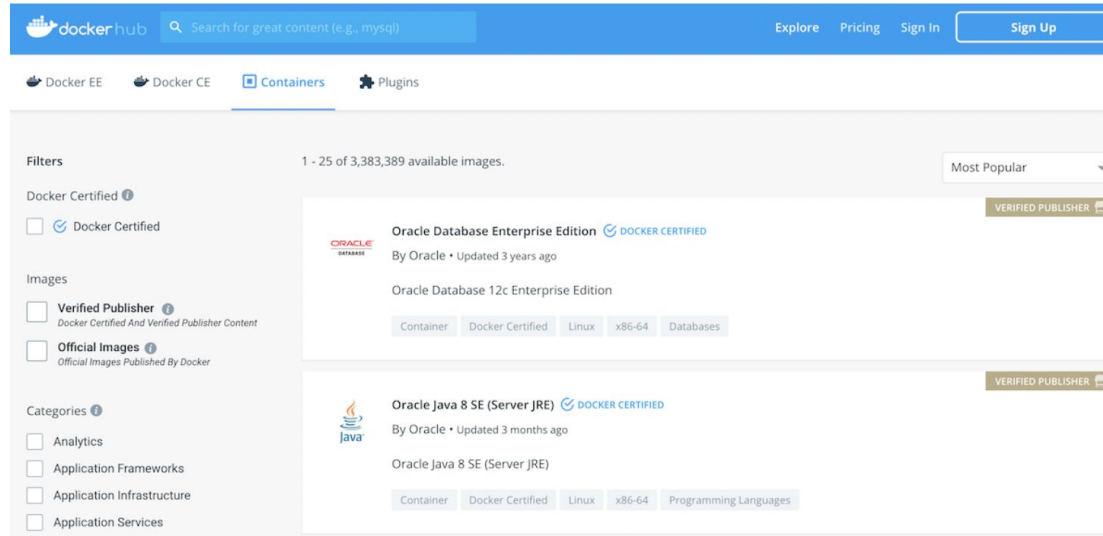 dockerhub Search for great content (e.g., mysql) Explore Pricing Sign In Sign Up
Docker EE Docker CE Containers Plugins
Filters
1 - 25 of 3,383,389 available images.
Most Popular
Docker Certified
Docker Certified
Images
Verified Publisher
Docker Certified And Verified Publisher Content
Official Images
Official Images Published By Docker
Categories
Analytics
Application Frameworks
Application Infrastructure
Application Services
VERIFIED PUBLISHER
ORACLE
DATABASE
Oracle Database Enterprise Edition DOCKER CERTIFIED
By Oracle • Updated 3 years ago
Oracle Database 12c Enterprise Edition
Container Docker Certified Linux x86-64 Databases
VERIFIED PUBLISHER
Java
Oracle Java 8 SE (Server JRE) DOCKER CERTIFIED
By Oracle • Updated 3 months ago
Oracle Java 8 SE (Server JRE)
Container Docker Certified Linux x86-64 Programming Languages